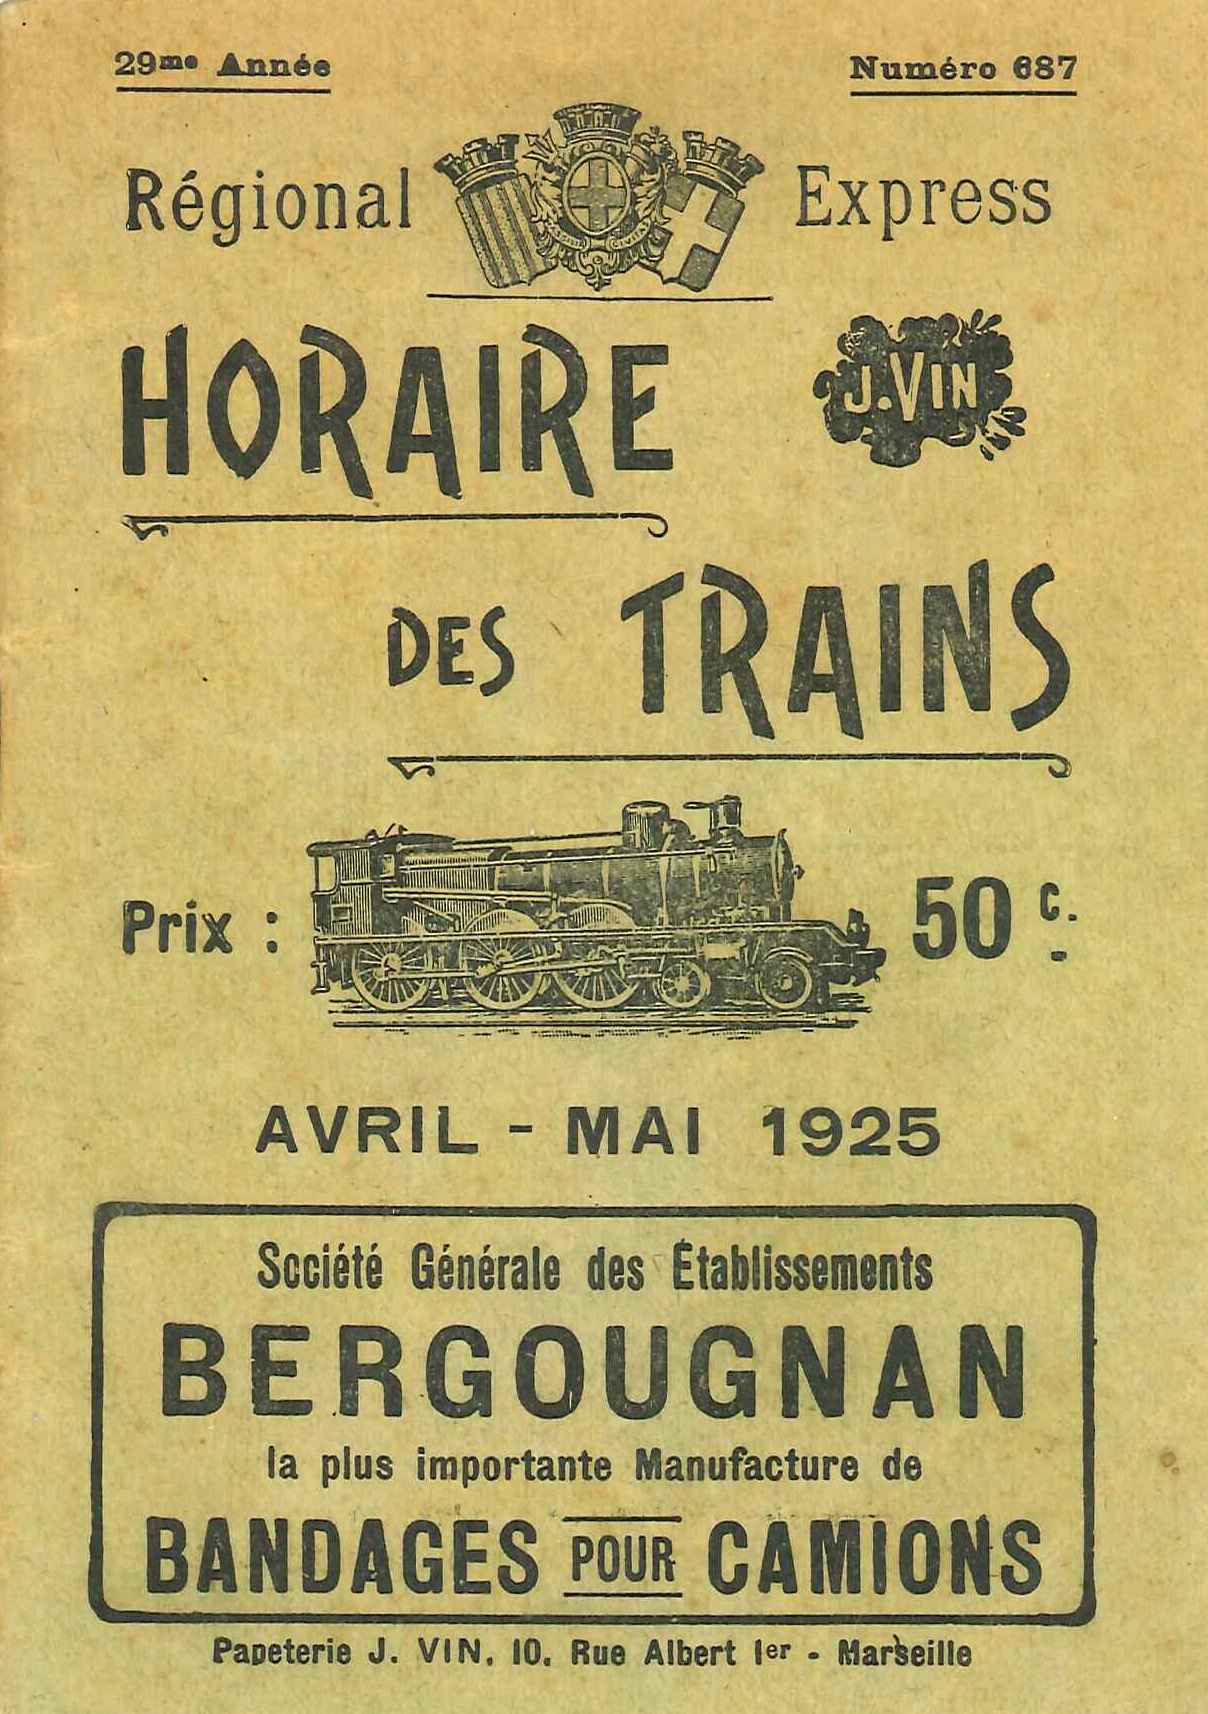 29me Année
Numéro 687
Régional Express
HORAIRE
J. VIN
DES TRAINS
Prix : 50 c.
AVRIL - MAI 1925
Société Générale des Établissements
BERGOUGNAN
la plus importante Manufacture de
BANDAGES POUR CAMIONS
Papeterie J. VIN, 10, Rue Albert 1er - Marseille